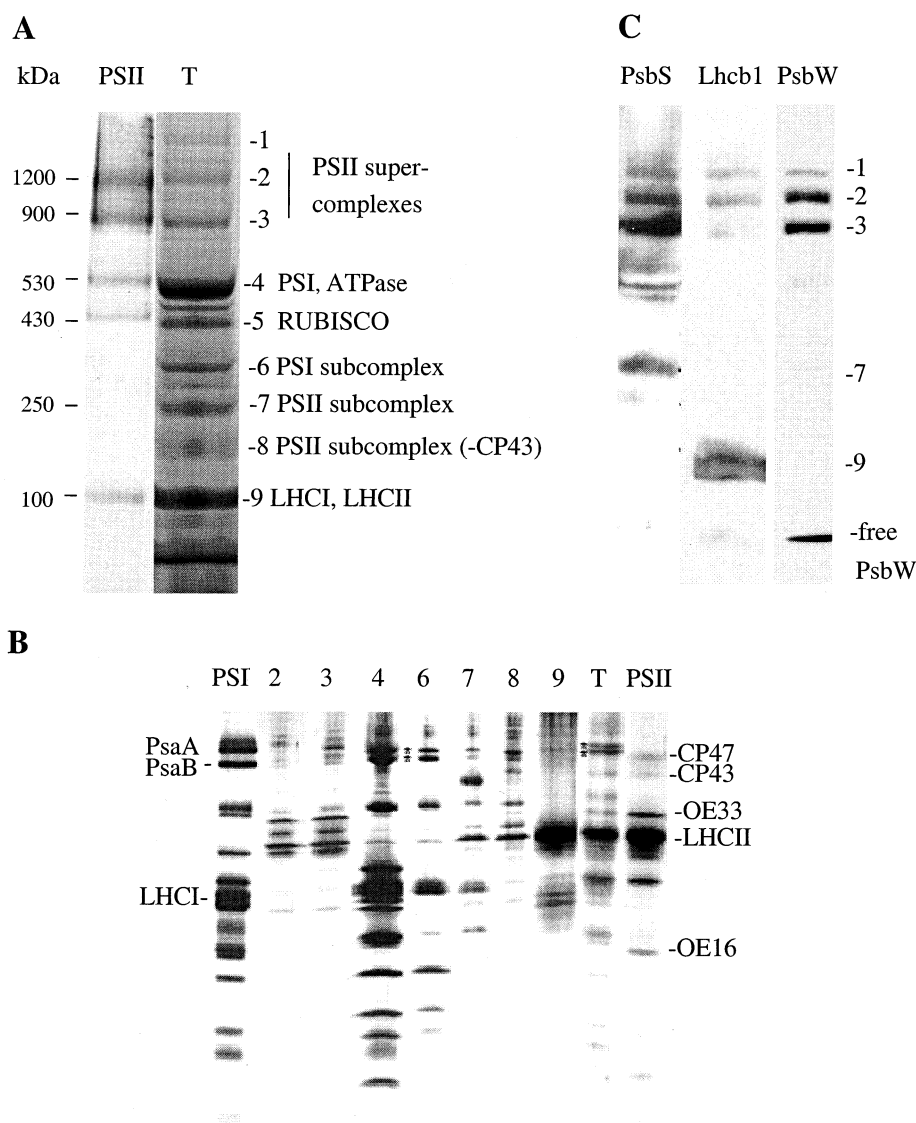 A
kDa PSII T
1200 –
900 –
530 –
430 –
250 –
100 –
-1
-2
-3
PSII super-
complexes
-4 PSI, ATPase
-5 RUBISCO
-6 PSI subcomplex
-7 PSII subcomplex
-8 PSII subcomplex (-CP43)
-9 LHCI, LHCII
C
PsbS Lhcb1 PsbW
-1
-2
-3
-7
-9
-free
PsbW
B
PSI 2 3 4 6 7 8 9 T PSII
PsaA
PsaB -
LHCI-
-CP47
-CP43
-OE33
-LHCII
-OE16